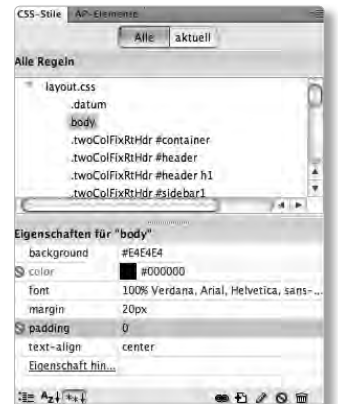 CSS-Stile AP-Elemente
Alle aktuell
Alle Regeln
layout.css
.datum
body
.twoColFixRtHdr #container
.twoColFixRtHdr #header
.twoColFixRtHdr #header h1
.twoColFixRtHdr #sidebar1
Eigenschaften für "body"
background #E4E4E4
color #000000
font 100% Verdana, Arial, Helvetica, sans-...
margin 20px
padding 0
text-align center
Eigenschaft hin...